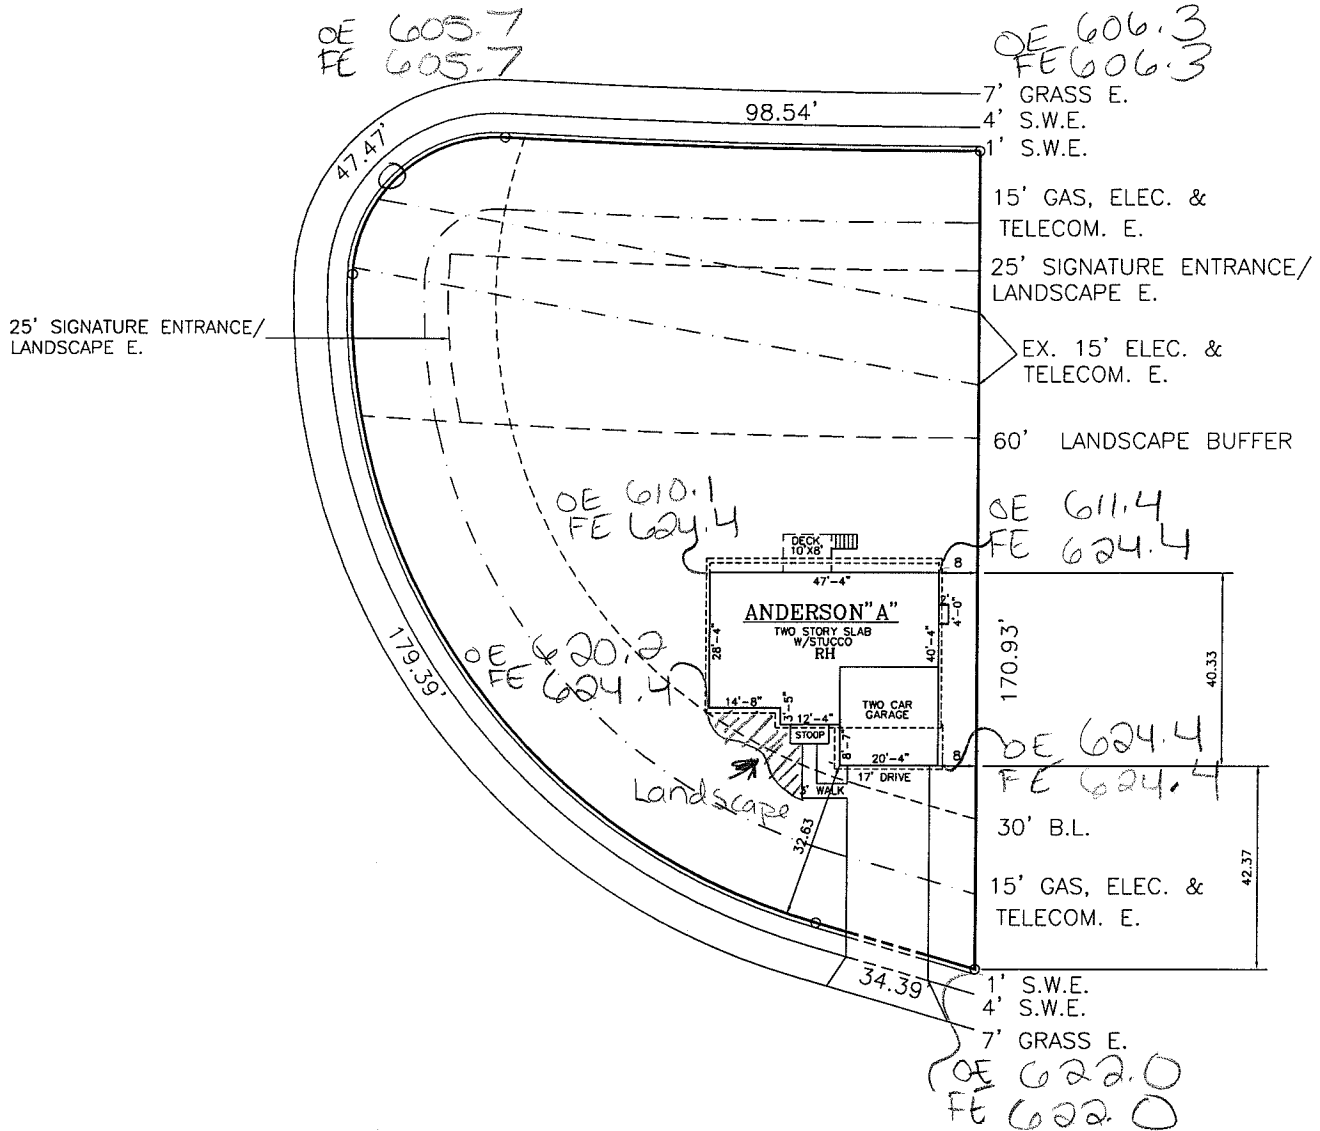 OE 605.7
FE 605.7
OE 606.3
FE 606.3
7' GRASS E.
98.54'
4' S.W.E.
1' S.W.E.
47.47'
15' GAS, ELEC. &
TELECOM. E.
25' SIGNATURE ENTRANCE/
LANDSCAPE E.
25' SIGNATURE ENTRANCE/
LANDSCAPE E.
EX. 15' ELEC. &
TELECOM. E.
60' LANDSCAPE BUFFER
OE 610.1
FE 624.4
OE 611.4
FE 624.4
DECK
10'X8'
8
47'-4"
ANDERSON"A"
TWO STORY SLAB
W/STUCCO
RH
2'
4'-0"
28'-4"
40'-4"
170.93'
40.33
OE 620.2
FE 624.4
179.39'
14'-8"
3'-5"
12'-4"
TWO CAR
GARAGE
STOOP
8'-7"
20'-4"
8
OE 624.4
FE 624.4
17' DRIVE
3' WALK
Landscape
32.63
30' B.L.
42.37
15' GAS, ELEC. &
TELECOM. E.
34.39'
1' S.W.E.
4' S.W.E.
7' GRASS E.
OE 622.0
FE 622.0